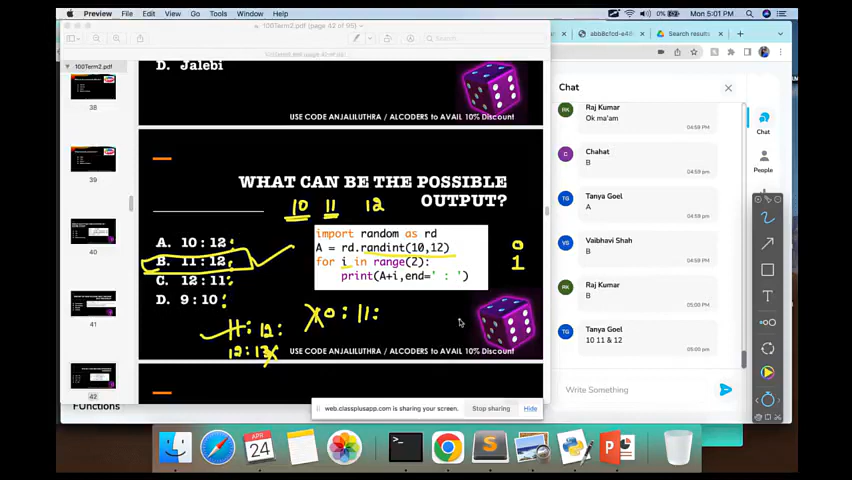 Preview File Edit View Go Tools Window Help
Mon 5:01 PM
100Term2.pdf (page 42 of 95)
Search
Search results
100Term2.pdf
38
39
40
41
42
D. Jalebi
USE CODE ANJALILUTHRA / ALCODERS to AVAIL 10% Discount
WHAT CAN BE THE POSSIBLE
OUTPUT?
10 11 12
A. 10 : 12 :
B. 11 : 12 :
C. 12 : 11 :
D. 9 : 10 :
import random as rd
A = rd.randint(10,12)
for i in range(2):
print(A+i,end=' : ')
0
1
10 : 11 :
11 : 12 :
12 : 13
USE CODE ANJALILUTHRA / ALCODERS to AVAIL 10% Discount
FUnctions
web.classplusapp.com is sharing your screen. Stop sharing Hide
APR
24
Chat
RK Raj Kumar
Ok ma'am
04:59 PM
C Chahat
B
04:59 pm
TG Tanya Goel
A
04:59 PM
VS Vaibhavi Shah
B
04:59 PM
RK Raj Kumar
B
04:59 PM
TG Tanya Goel
10 11 & 12
05:00 pm
Write Something
Chat
People